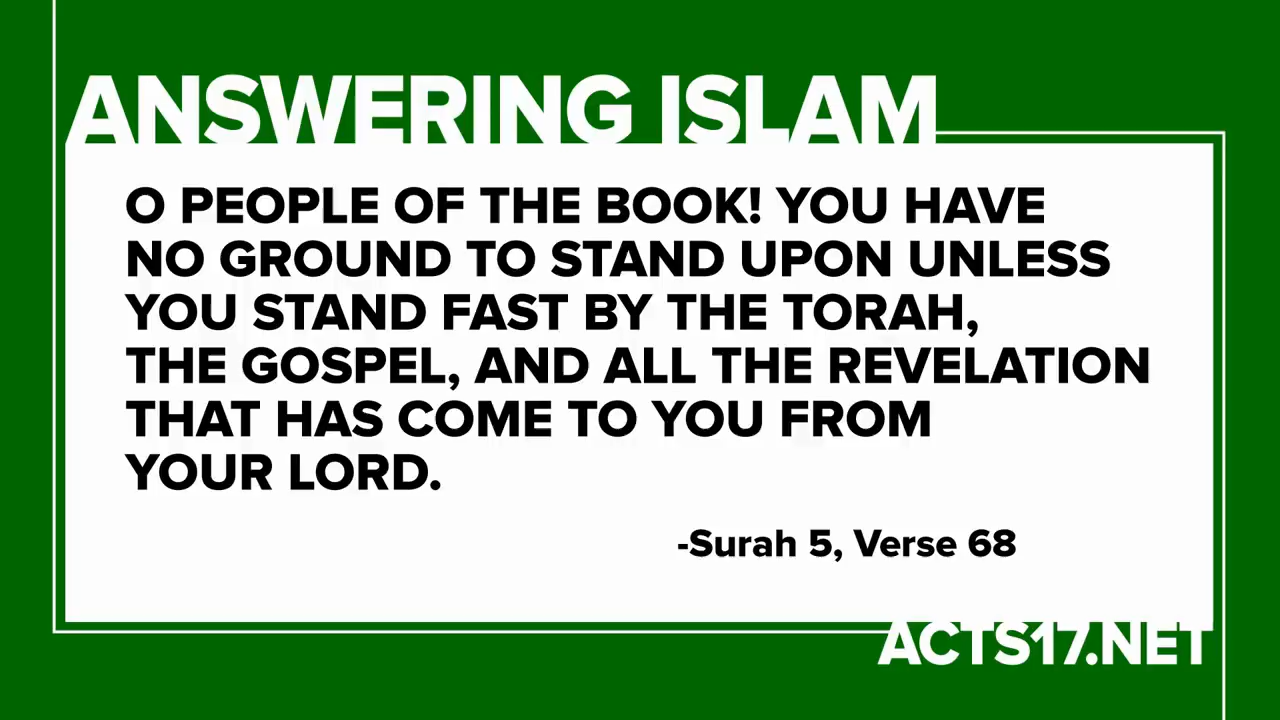 ANSWERING ISLAM
O PEOPLE OF THE BOOK! YOU HAVE
NO GROUND TO STAND UPON UNLESS
YOU STAND FAST BY THE TORAH,
THE GOSPEL, AND ALL THE REVELATION
THAT HAS COME TO YOU FROM
YOUR LORD.
-Surah 5, Verse 68
ACTS17.NET